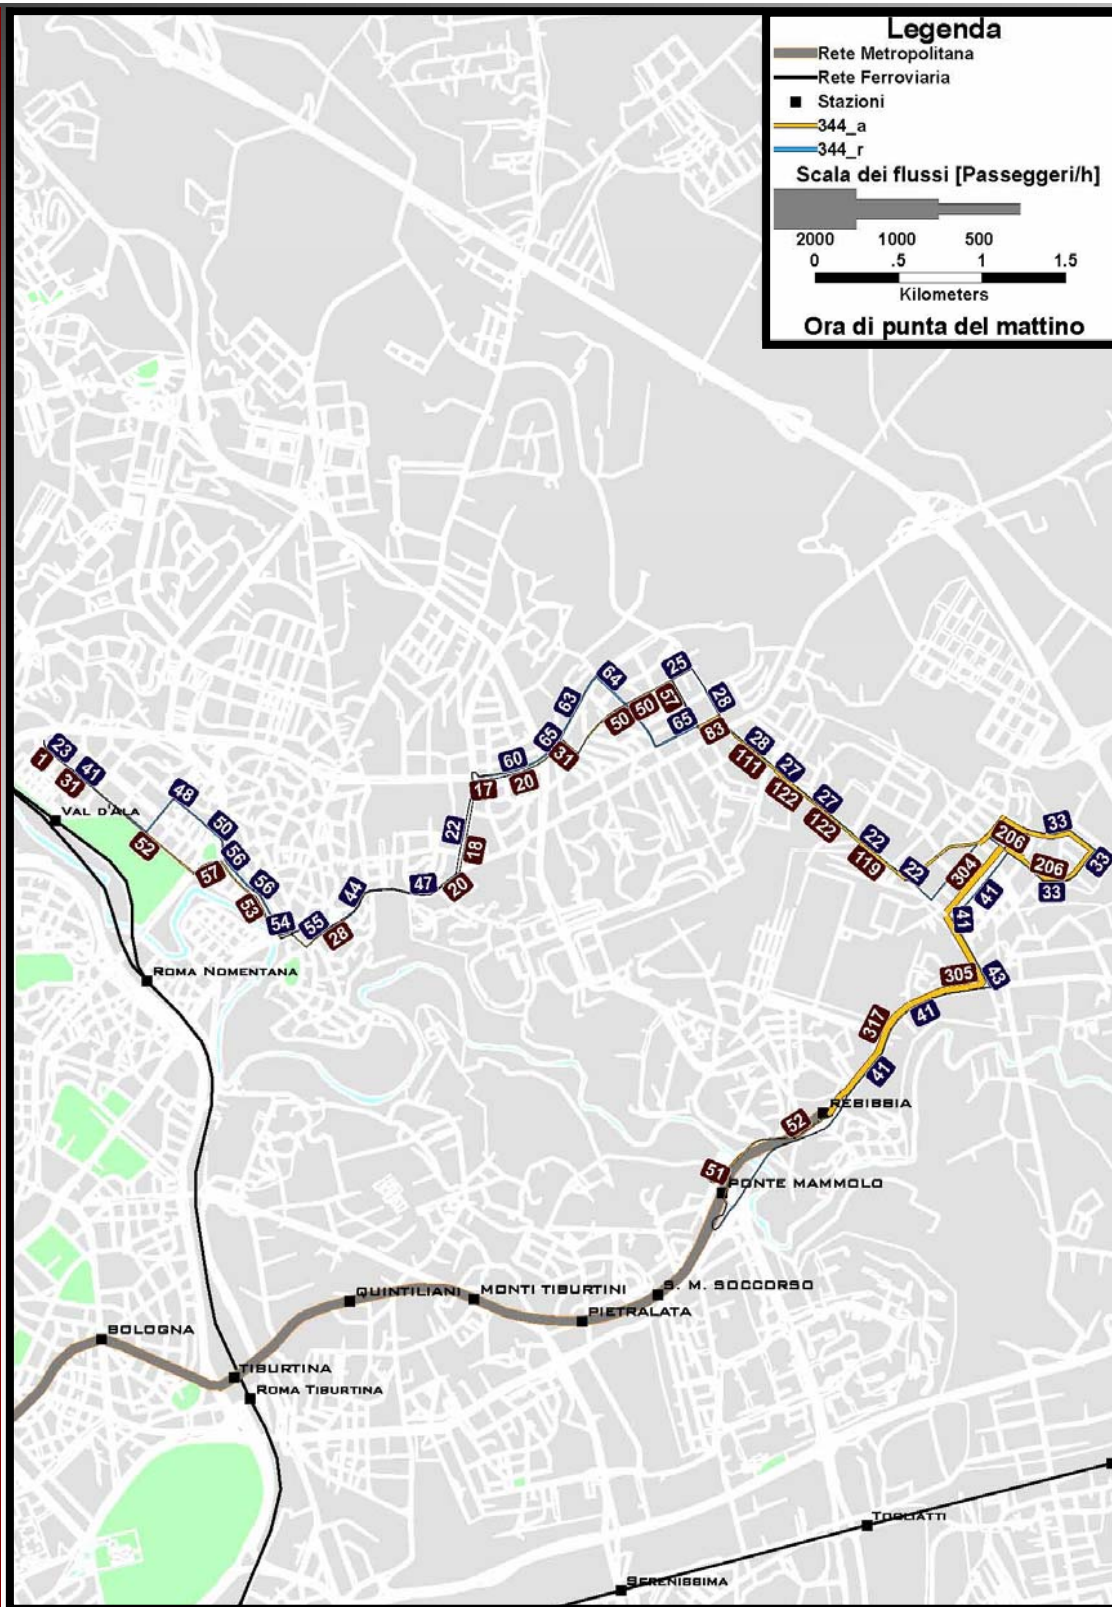 Legenda
Rete Metropolitana
Rete Ferroviaria
Stazioni
344_a
344_r
Scala dei flussi [Passeggeri/h]
2000 1000 500
0 .5 1 1.5
Kilometers
Ora di punta del mattino
25
64
57
28
63
50
50
65
83
65
31
28
111
60
20
17
27
122
27
122
22
119
22
23
41
1
31
48
52
50
56
57
56
53
54
55
28
44
47
20
22
18
206
33
33
206
33
304
41
41
305
43
317
41
41
52
51
VAL D'ALA
ROMA NOMENTANA
REBIBBIA
PONTE MAMMOLO
S. M. SOCCORSO
QUINTILIANI
MONTI TIBURTINI
PIETRALATA
BOLOGNA
TIBURTINA
ROMA TIBURTINA
TOGLIATTI
SERENISSIMA